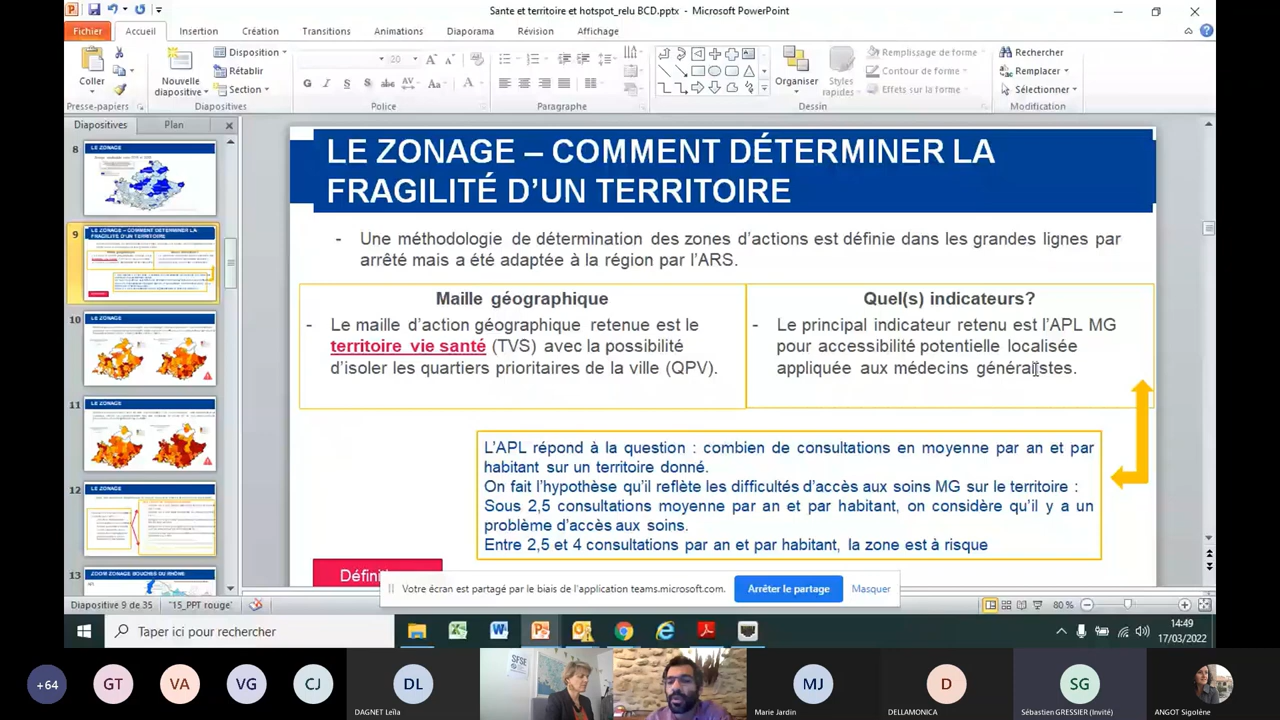 Sante et territoire et hotspot_relu BCD.pptx - Microsoft PowerPoint
Fichier Accueil Insertion Création Transitions Animations Diaporama Révision Affichage
Coller
Nouvelle diapositive
Disposition
Rétablir
Section
20
Organiser
Styles rapides
Remplissage de forme
Contour de forme
Effets sur la forme
Rechercher
Remplacer
Sélectionner
Presse-papiers Diapositives Police Paragraphe Dessin Modification
Diapositives Plan
8
LE ZONAGE
9
LE ZONAGE –COMMENT DÉTERMINER LA FRAGILITÉ D'UN TERRITOIRE
10
LE ZONAGE
11
LE ZONAGE
12
LE ZONAGE
13
ZOOM ZONAGE BOUCHES DU RHÔNE
LE ZONAGE –COMMENT DÉTERMINER LA
FRAGILITÉ D'UN TERRITOIRE
- Une méthodologie de détermination des zones d'action définie dans les grandes lignes par
arrêté mais a été adaptée à la région par l'ARS.
Maille géographique
- Le maille d'action géographique retenue est le
territoire vie santé (TVS) avec la possibilité
d'isoler les quartiers prioritaires de la ville (QPV).
Quel(s) indicateurs?
- Le principal indicateur retenu est l'APL MG
pour accessibilité potentielle localisée
appliquée aux médecins généralistes.
L'APL répond à la question : combien de consultations en moyenne par an et par
habitant sur un territoire donné.
On fait l'hypothèse qu'il reflète les difficultés d'accès aux soins MG sur le territoire :
Sous 2,5 consultations moyenne par an et par habitant, on considère qu'il y a un
problème d'accès aux soins.
Entre 2,5 et 4 consultations par an et par habitant, la zone est à risque
Votre écran est partagé par le biais de l'application teams.microsoft.com. Arrêter le partage Masquer
Diapositive 9 de 35 "15_PPT rouge" 80 %
Taper ici pour rechercher
14:49
17/03/2022
+64 GT VA VG CJ DL MJ D SG
SFSE
DAGNET Leïla Marie Jardin DELLAMONICA Sébastien GRESSIER (Invité) ANGOT Sigolène